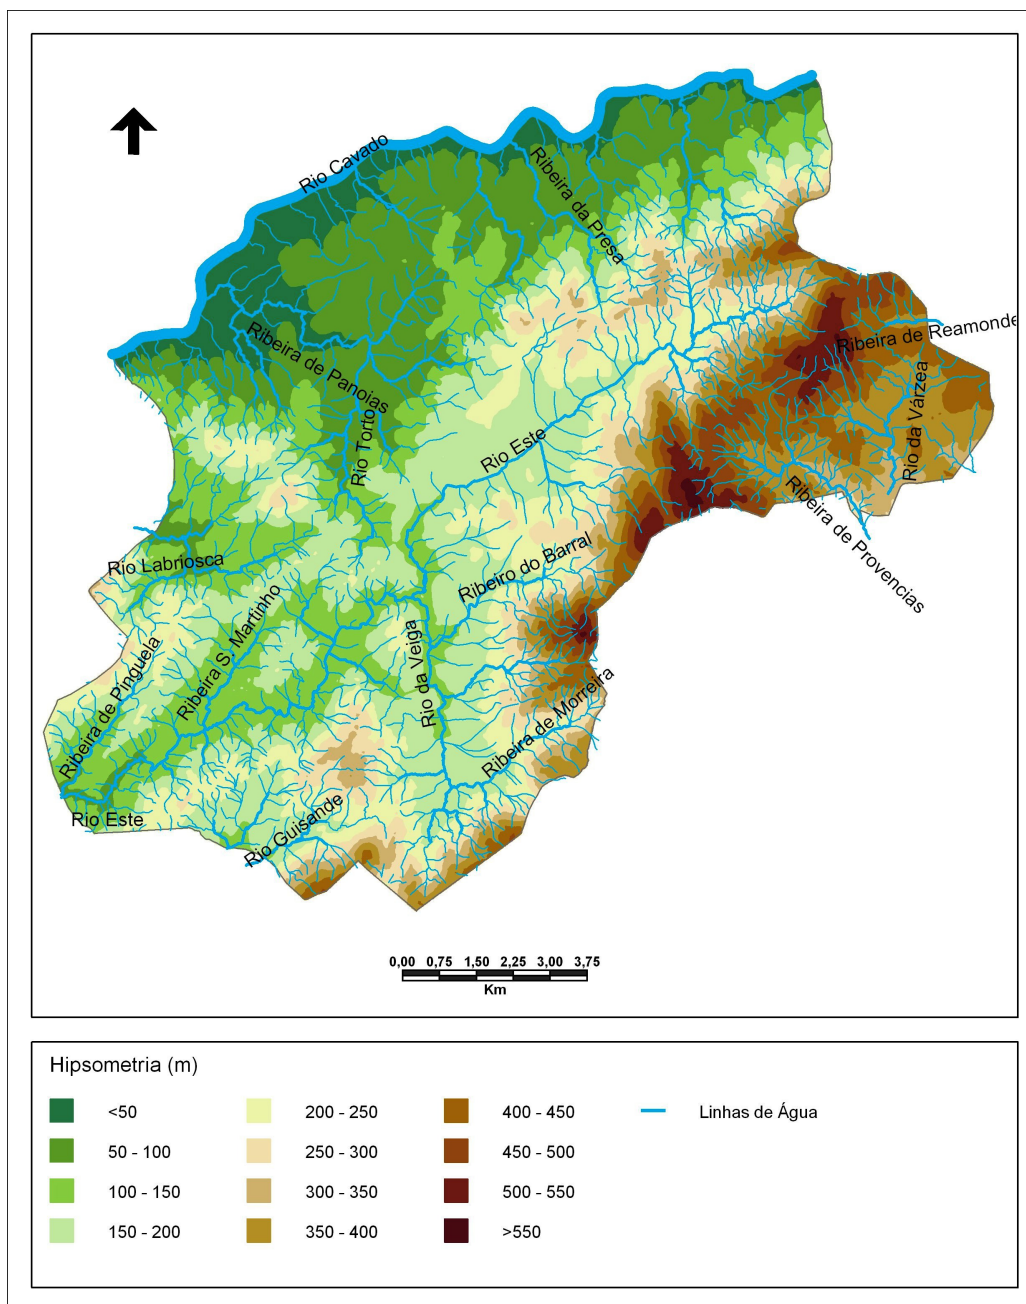 Rio Cavado
Ribeira da Presa
Ribeira de Panoias
Ribeira de Reamonde
Rio da Várzea
Rio Torto
Rio Este
Ribeira de Provencias
Rio Labriosca
Ribeiro do Barral
Ribeira S. Martinho
Rio da Veiga
Ribeira de Pinguela
Ribeira de Morreira
Rio Este
Rio Guisande
0,00 0,75 1,50 2,25 3,00 3,75
Km
Hipsometria (m)
<50
200 - 250
400 - 450
Linhas de Água
50 - 100
250 - 300
450 - 500
100 - 150
300 - 350
500 - 550
150 - 200
350 - 400
>550